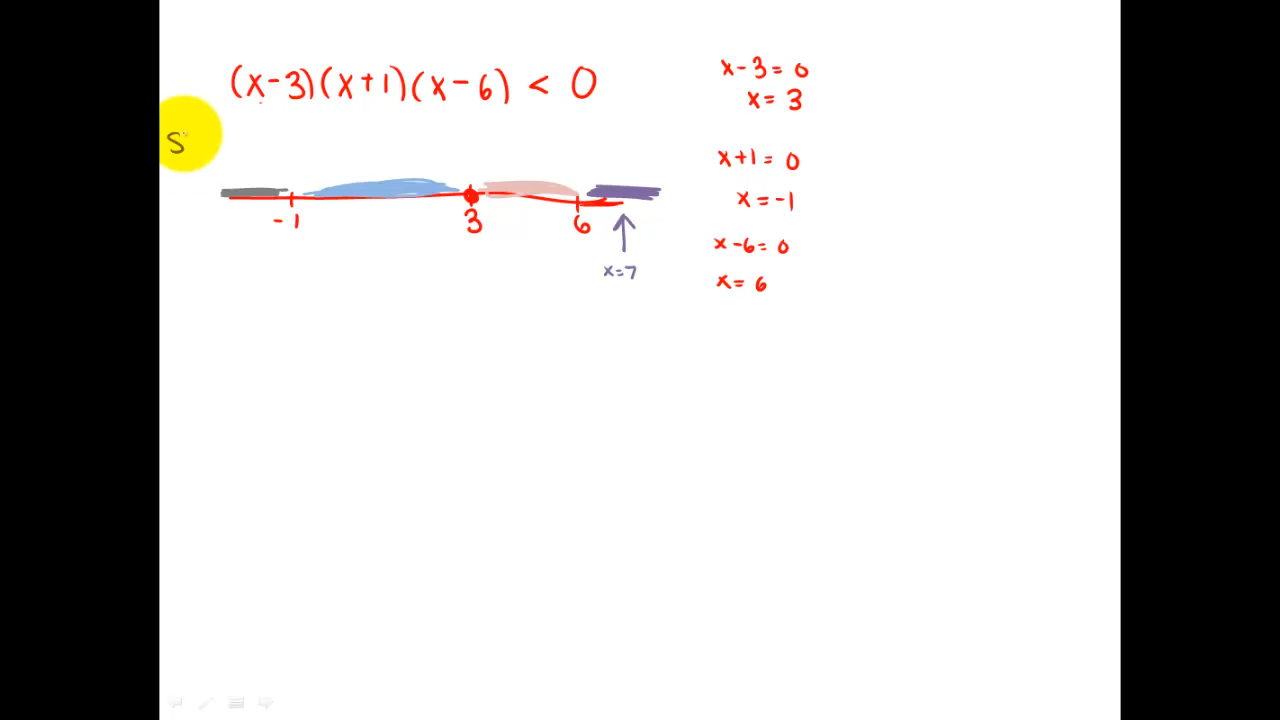 (x-3)(x+1)(x-6) < 0
S
-1 3 6
x=7
x-3=0
x=3
x+1=0
x=-1
x-6=0
x=6